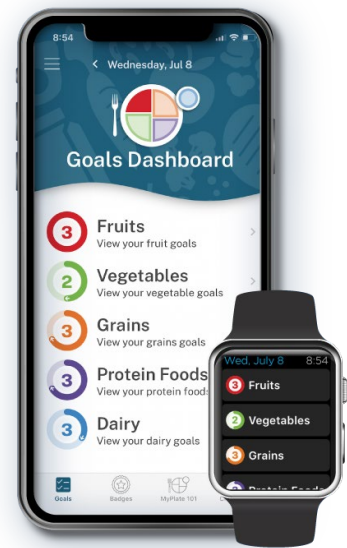 8:54
Wednesday, Jul 8
Goals Dashboard
3
Fruits
View your fruit goals
2
Vegetables
View your vegetable goals
3
Grains
View your grains goals
3
Protein Foods
View your protein foods
3
Dairy
View your dairy goals
Goals
Badges
MyPlate 101
Wed, July 8 8:54
3 Fruits
2 Vegetables
3 Grains
Protein Foods